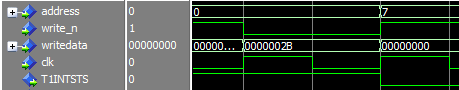 address 0 0 7
write_n 1
writedata 00000000 00000... 0000002B 00000000
clk 0
T1INTSTS 0